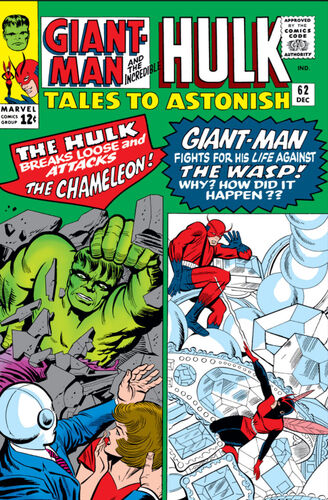 GIANT-
MAN
AND THE
INCREDIBLE
HULK
APPROVED
BY THE
COMICS
CODE
AUTHORITY
IND.
TALES TO ASTONISH
62
DEC
MARVEL
COMICS
GROUP
12¢
THE HULK
BREAKS LOOSE and
ATTACKS
THE CHAMELEON!
GIANT-MAN
FIGHTS FOR HIS LIFE AGAINST
THE WASP!
WHY? HOW DID IT
HAPPEN??